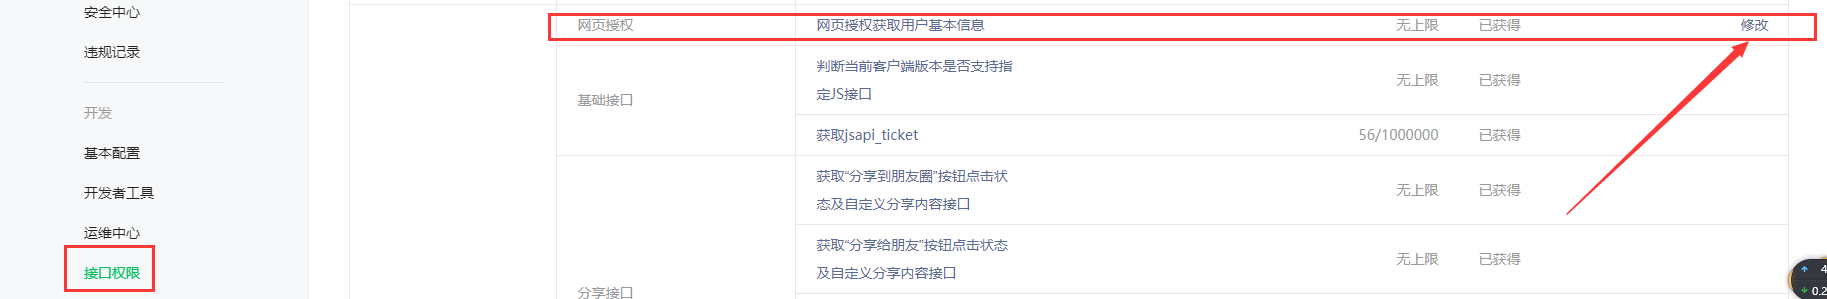 安全中心
违规记录
开发
基本配置
开发者工具
运维中心
接口权限
网页授权 网页授权获取用户基本信息 无上限 已获得 修改
基础接口
判断当前客户端版本是否支持指
定JS接口
无上限 已获得
获取jsapi_ticket 56/1000000 已获得
分享接口
获取“分享到朋友圈”按钮点击状
态及自定义分享内容接口
无上限 已获得
获取“分享给朋友”按钮点击状态
及自定义分享内容接口
无上限 已获得